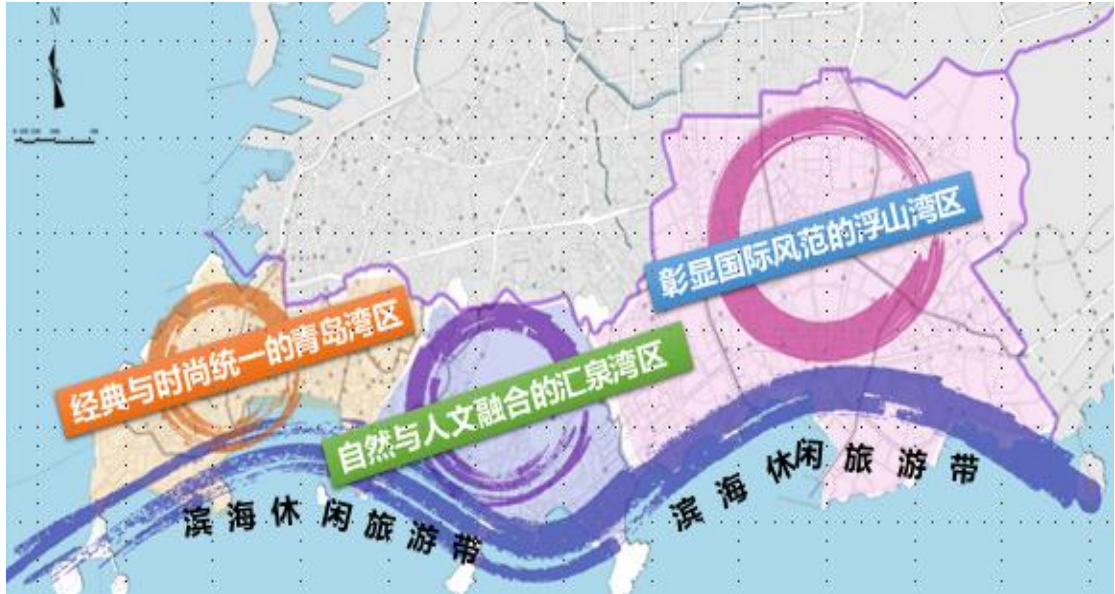 N
彰显国际风范的浮山湾区
经典与时尚统一的青岛湾区
自然与人文融合的汇泉湾区
滨海休闲旅游带
滨海休闲旅游带